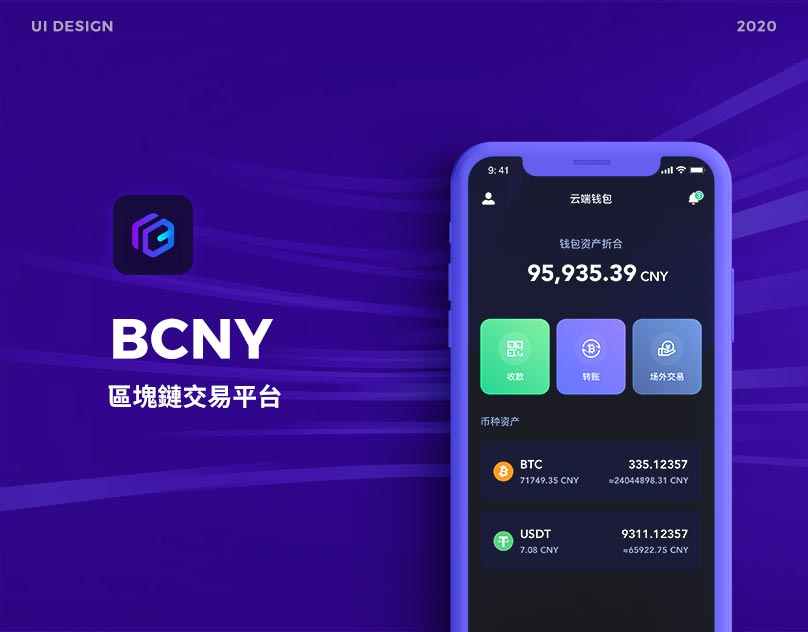 UI DESIGN
2020
BCNY
區塊鏈交易平台
9:41
云端钱包
钱包资产折合
95,935.39 CNY
收款
转账
场外交易
币种资产
BTC
335.12357
71749.35 CNY
≈24044898.31 CNY
USDT
9311.12357
7.08 CNY
≈65922.75 CNY